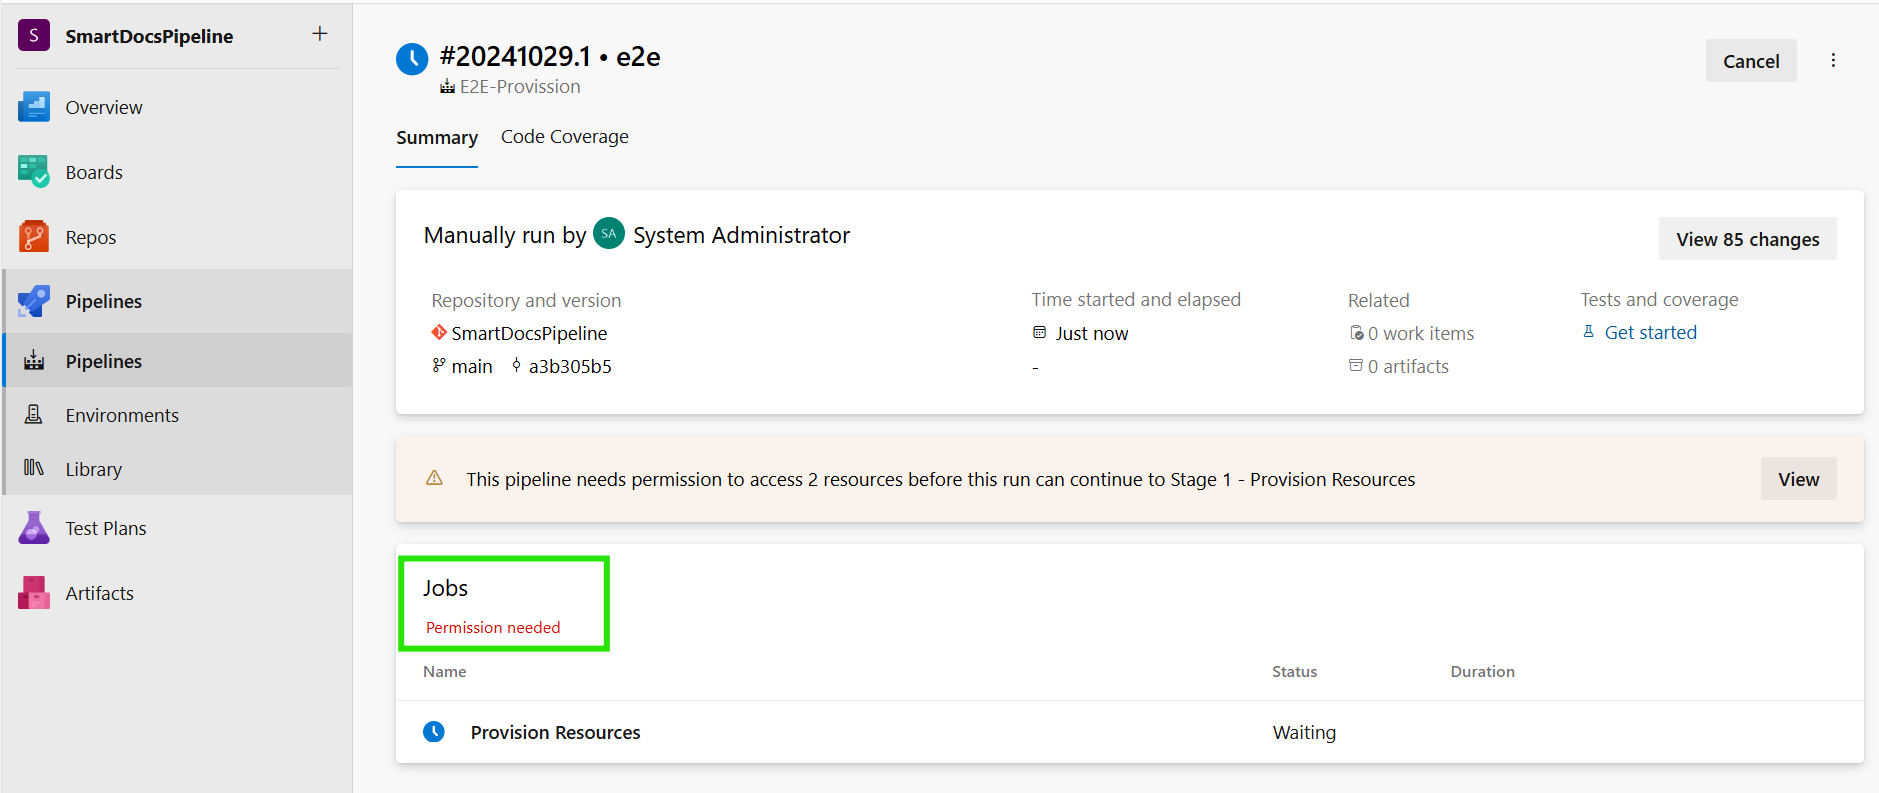 S SmartDocsPipeline +
Overview
Boards
Repos
Pipelines
Pipelines
Environments
Library
Test Plans
Artifacts
#20241029.1 • e2e
E2E-Provission
Cancel
Summary Code Coverage
Manually run by SA System Administrator
View 85 changes
Repository and version
SmartDocsPipeline
main a3b305b5
Time started and elapsed
Just now
-
Related
0 work items
0 artifacts
Tests and coverage
Get started
This pipeline needs permission to access 2 resources before this run can continue to Stage 1 - Provision Resources
View
Jobs
Permission needed
Name Status Duration
Provision Resources Waiting